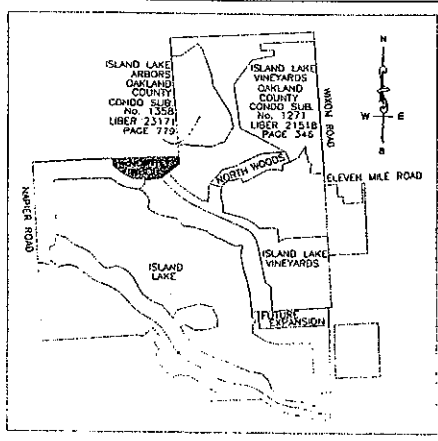 ISLAND LAKE
ARBORS
OAKLAND
COUNTY
CONDO SUB
No. 1358
LIBER 23171
PAGE 779
ISLAND LAKE
VINEYARDS
OAKLAND
COUNTY
CONDO SUB.
No. 1271
LIBER 21518
PAGE 346
WIXOM ROAD
N
W E
S
NORTH WOODS
ELEVEN MILE ROAD
NAPIER ROAD
ISLAND
LAKE
ISLAND LAKE
VINEYARDS
FUTURE
EXPANSION